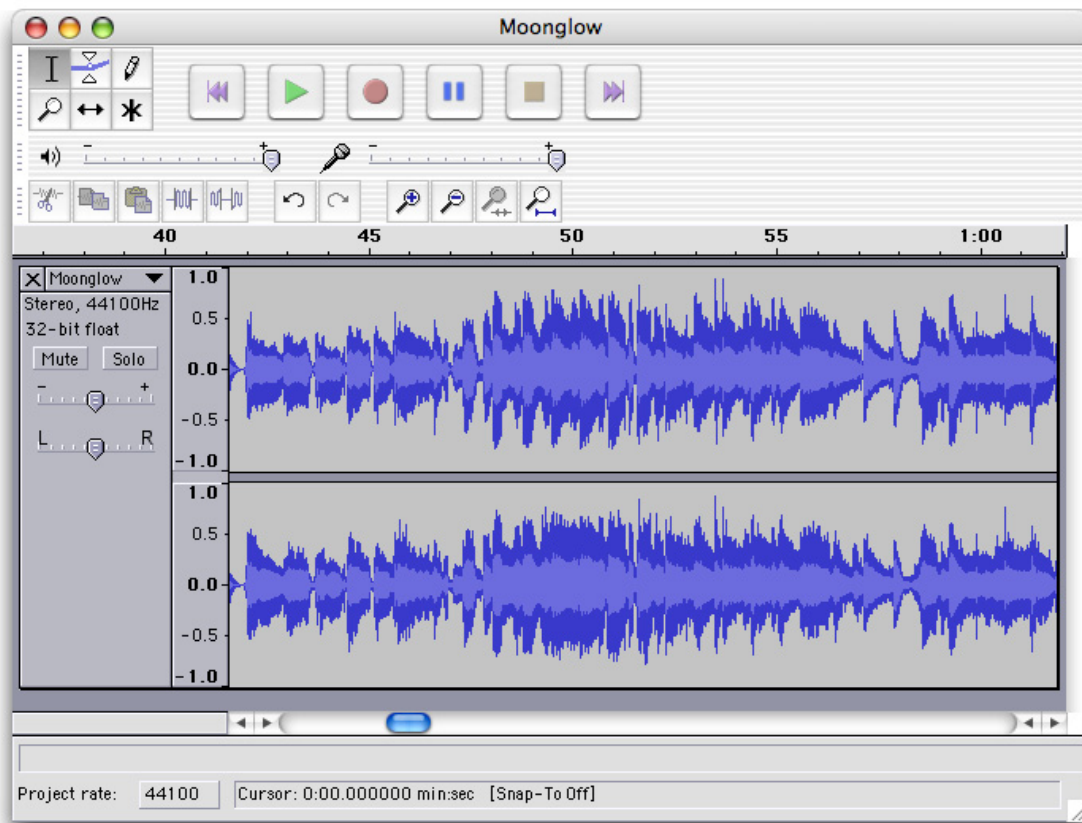 Moonglow
- +
- +
40 45 50 55 1:00
X Moonglow
Stereo, 44100Hz
32-bit float
Mute Solo
- +
L R
1.0
0.5
0.0
-0.5
-1.0
1.0
0.5
0.0
-0.5
-1.0
Project rate: 44100 Cursor: 0:00.000000 min:sec [Snap-To Off]